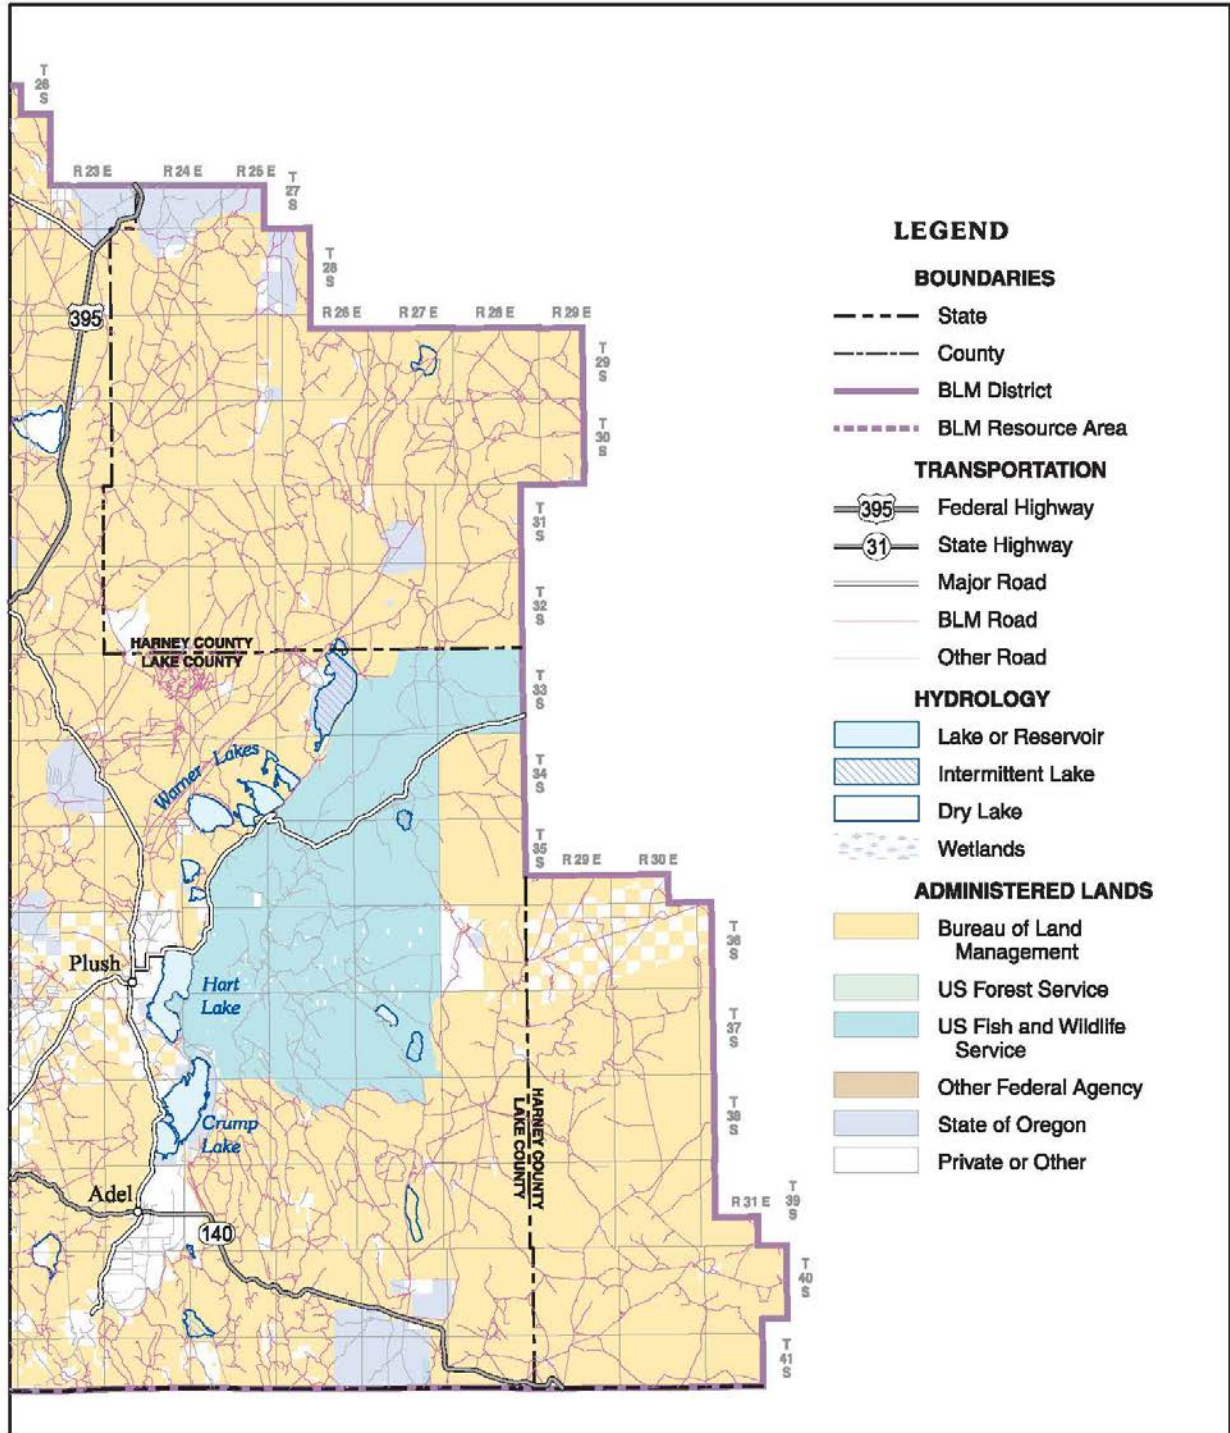 T
26
S
R 23 E
R 24 E
R 25 E
T
27
S
T
28
S
R 26 E
R 27 E
R 28 E
R 29 E
T
29
S
T
30
S
395
T
31
S
T
32
S
HARNEY COUNTY
LAKE COUNTY
T
33
S
Warner Lakes
T
34
S
T
35
S
R 29 E
R 30 E
T
36
S
Plush
Hart
Lake
T
37
S
HARNEY COUNTY
LAKE COUNTY
T
38
S
Crump
Lake
Adel
R 31 E
T
39
S
140
T
40
S
T
41
S
LEGEND
BOUNDARIES
State
County
BLM District
BLM Resource Area
TRANSPORTATION
395
Federal Highway
31
State Highway
Major Road
BLM Road
Other Road
HYDROLOGY
Lake or Reservoir
Intermittent Lake
Dry Lake
Wetlands
ADMINISTERED LANDS
Bureau of Land
Management
US Forest Service
US Fish and Wildlife
Service
Other Federal Agency
State of Oregon
Private or Other